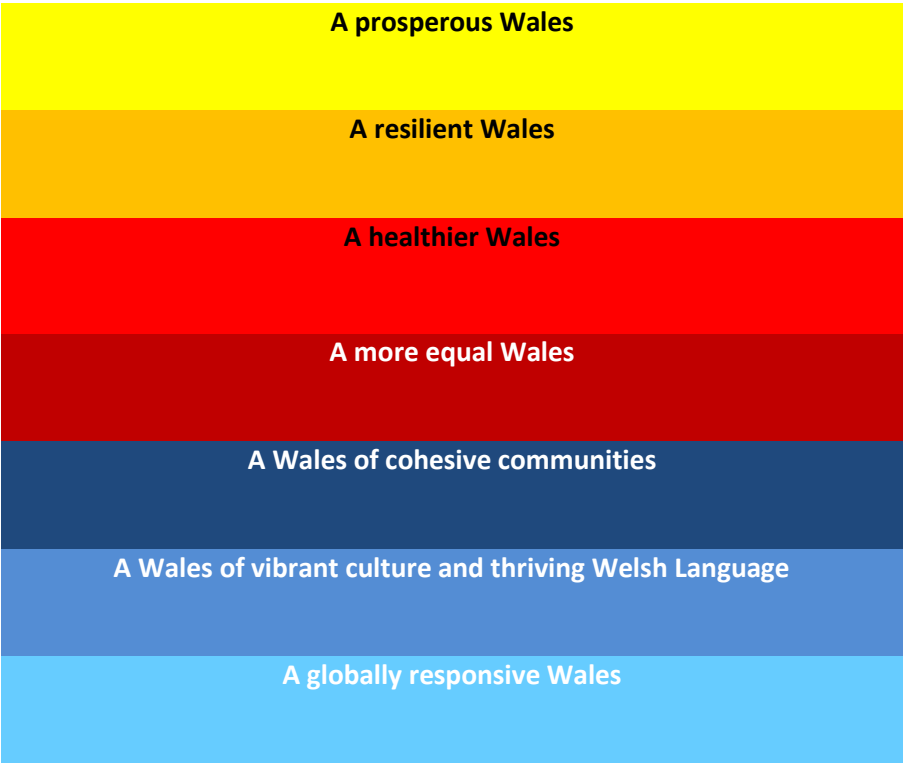 A prosperous Wales
A resilient Wales
A healthier Wales
A more equal Wales
A Wales of cohesive communities
A Wales of vibrant culture and thriving Welsh Language
A globally responsive Wales